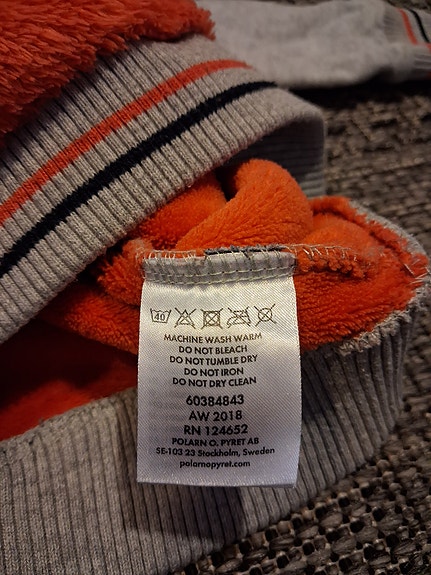 40
MACHINE WASH WARM
DO NOT BLEACH
DO NOT TUMBLE DRY
DO NOT IRON
DO NOT DRY CLEAN
60384843
AW 2018
RN 124652
POLARN O. PYRET AB
SE-103 23 Stockholm, Sweden
polarnopyret.com